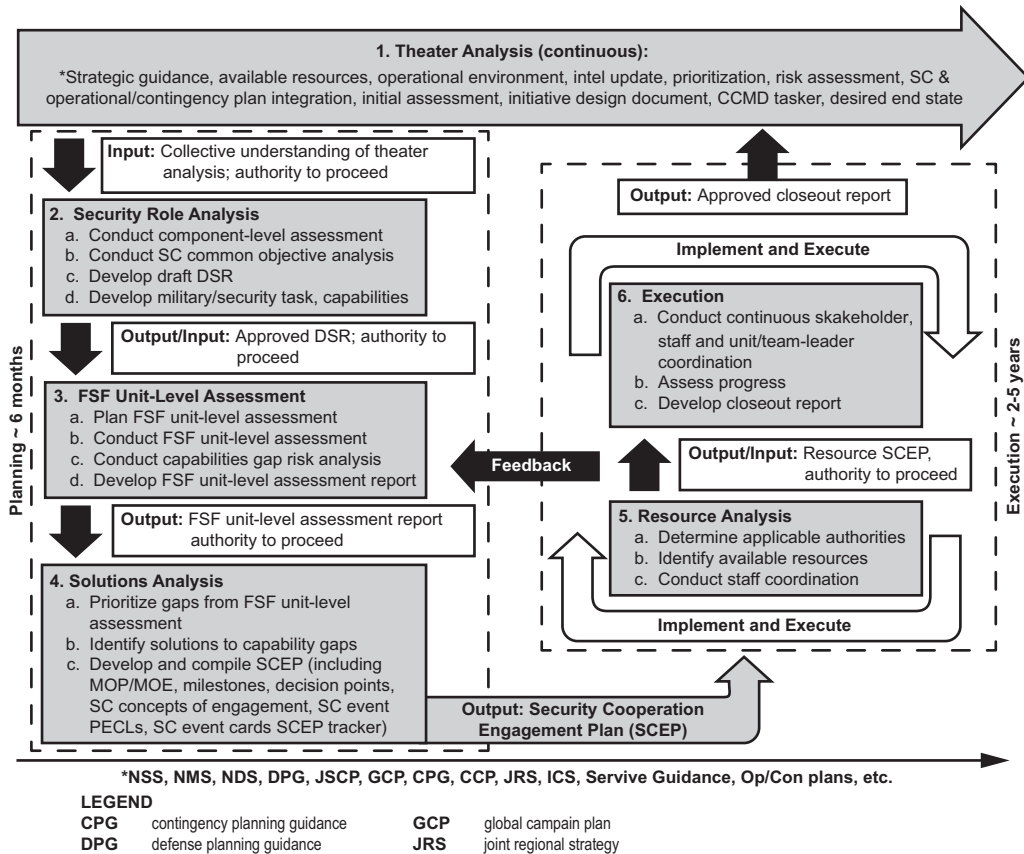 1. Theater Analysis (continuous):
*Strategic guidance, available resources, operational environment, intel update, prioritization, risk assessment, SC &
operational/contingency plan integration, initial assessment, initiative design document, CCMD tasker, desired end state
Planning ~ 6 months
Input: Collective understanding of theater
analysis; authority to proceed
2. Security Role Analysis
a. Conduct component-level assessment
b. Conduct SC common objective analysis
c. Develop draft DSR
d. Develop military/security task, capabilities
Output/Input: Approved DSR; authority to
proceed
3. FSF Unit-Level Assessment
a. Plan FSF unit-level assessment
b. Conduct FSF unit-level assessment
c. Conduct capabilities gap risk analysis
d. Develop FSF unit-level assessment report
Output: FSF unit-level assessment report
authority to proceed
4. Solutions Analysis
a. Prioritize gaps from FSF unit-level
assessment
b. Identify solutions to capability gaps
c. Develop and compile SCEP (including
MOP/MOE, milestones, decision points,
SC concepts of engagement, SC event
PECLs, SC event cards SCEP tracker)
Output: Security Cooperation
Engagement Plan (SCEP)
Feedback
Execution ~ 2-5 years
Output: Approved closeout report
Implement and Execute
6. Execution
a. Conduct continuous skakeholder,
staff and unit/team-leader
coordination
b. Assess progress
c. Develop closeout report
Output/Input: Resource SCEP,
authority to proceed
5. Resource Analysis
a. Determine applicable authorities
b. Identify available resources
c. Conduct staff coordination
Implement and Execute
*NSS, NMS, NDS, DPG, JSCP, GCP, CPG, CCP, JRS, ICS, Servive Guidance, Op/Con plans, etc.
LEGEND
CPG contingency planning guidance GCP global campain plan
DPG defense planning guidance JRS joint regional strategy